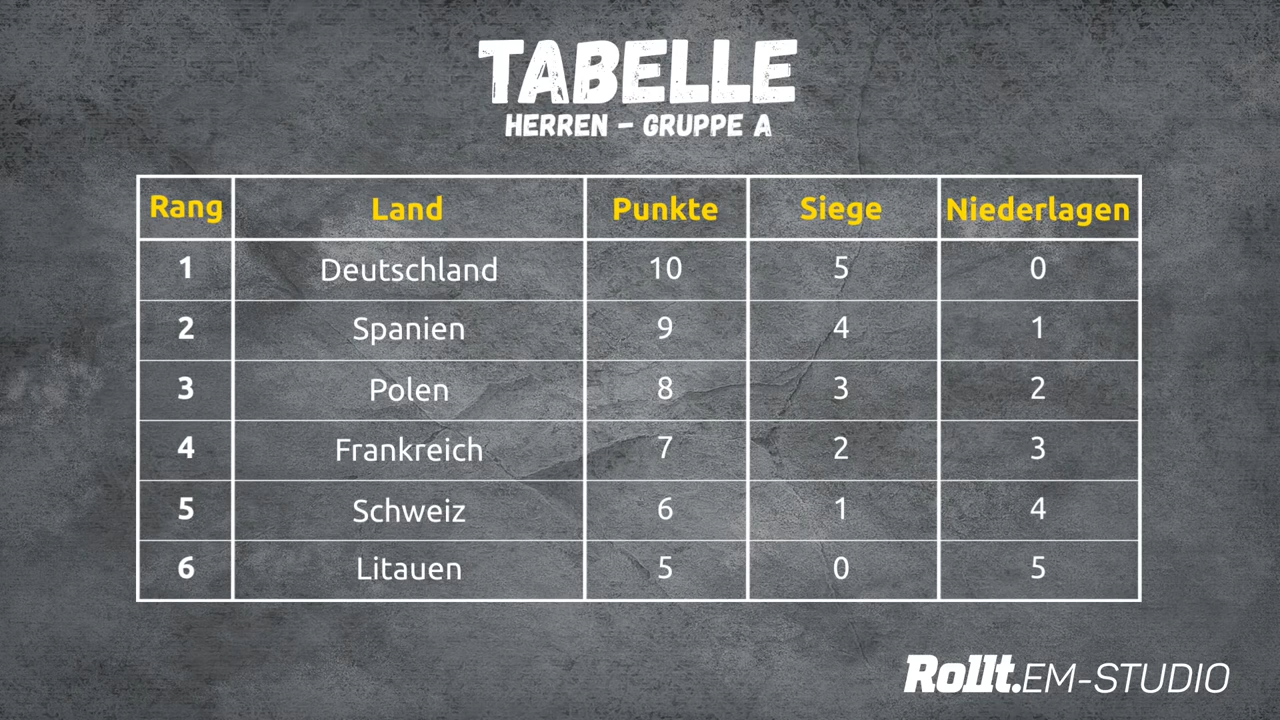 TABELLE
HERREN – GRUPPE A
Rang Land Punkte Siege Niederlagen
1 Deutschland 10 5 0
2 Spanien 9 4 1
3 Polen 8 3 2
4 Frankreich 7 2 3
5 Schweiz 6 1 4
6 Litauen 5 0 5
Rollt.EM-STUDIO